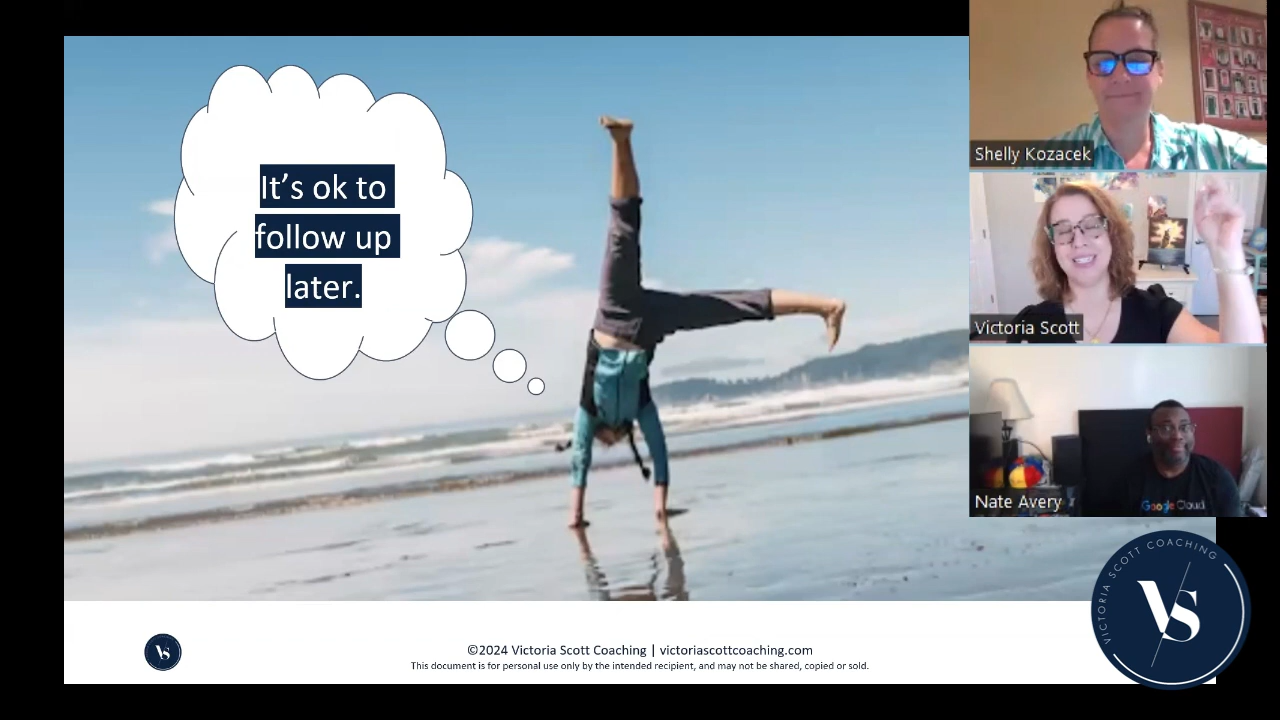 It’s ok to
follow up
later.
Shelly Kozacek
Victoria Scott
Nate Avery
Google Cloud
VICTORIA SCOTT COACHING
VS
VS
©2024 Victoria Scott Coaching | victoriascottcoaching.com
This document is for personal use only by the intended recipient, and may not be shared, copied or sold.